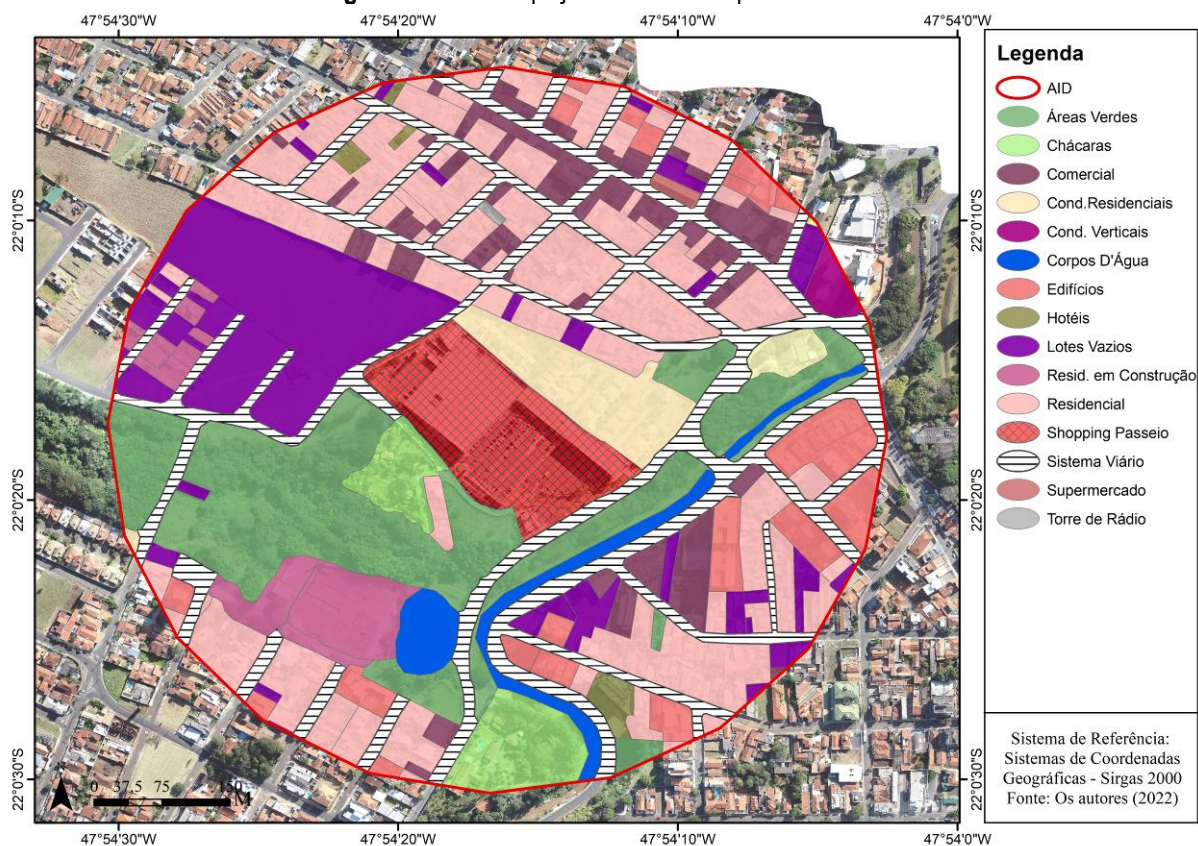 47°54'30"W 47°54'20"W 47°54'10"W 47°54'0"W
22°0'10"S 22°0'10"S
22°0'20"S 22°0'20"S
22°0'30"S 22°0'30"S
0 37,5 75 150
M
47°54'30"W 47°54'20"W 47°54'10"W 47°54'0"W
Legenda
AID
Áreas Verdes
Chácaras
Comercial
Cond.Residenciais
Cond. Verticais
Corpos D'Água
Edifícios
Hotéis
Lotes Vazios
Resid. em Construção
Residencial
Shopping Passeio
Sistema Viário
Supermercado
Torre de Rádio
Sistema de Referência:
Sistemas de Coordenadas
Geográficas - Sirgas 2000
Fonte: Os autores (2022)